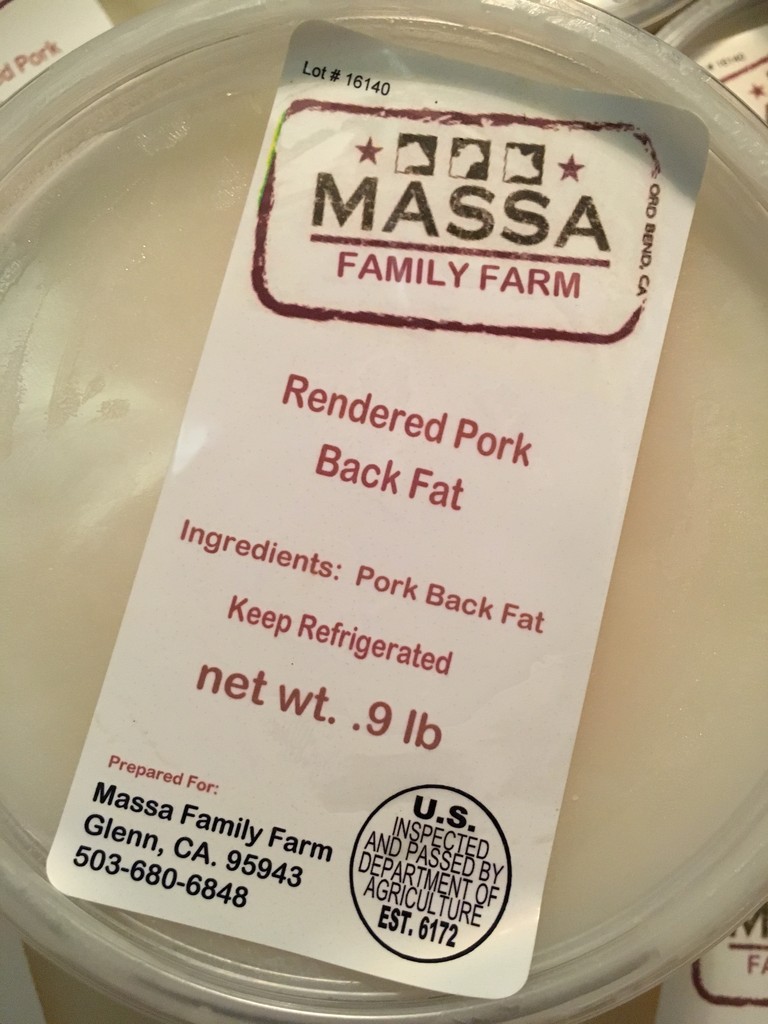 Lot # 16140
MASSA
FAMILY FARM
ORD BEND, CA
Rendered Pork
Back Fat
Ingredients: Pork Back Fat
Keep Refrigerated
net wt. .9 lb
Prepared For:
Massa Family Farm
Glenn, CA. 95943
503-680-6848
U.S.
INSPECTED
AND PASSED BY
DEPARTMENT OF
AGRICULTURE
EST. 6172
Pork